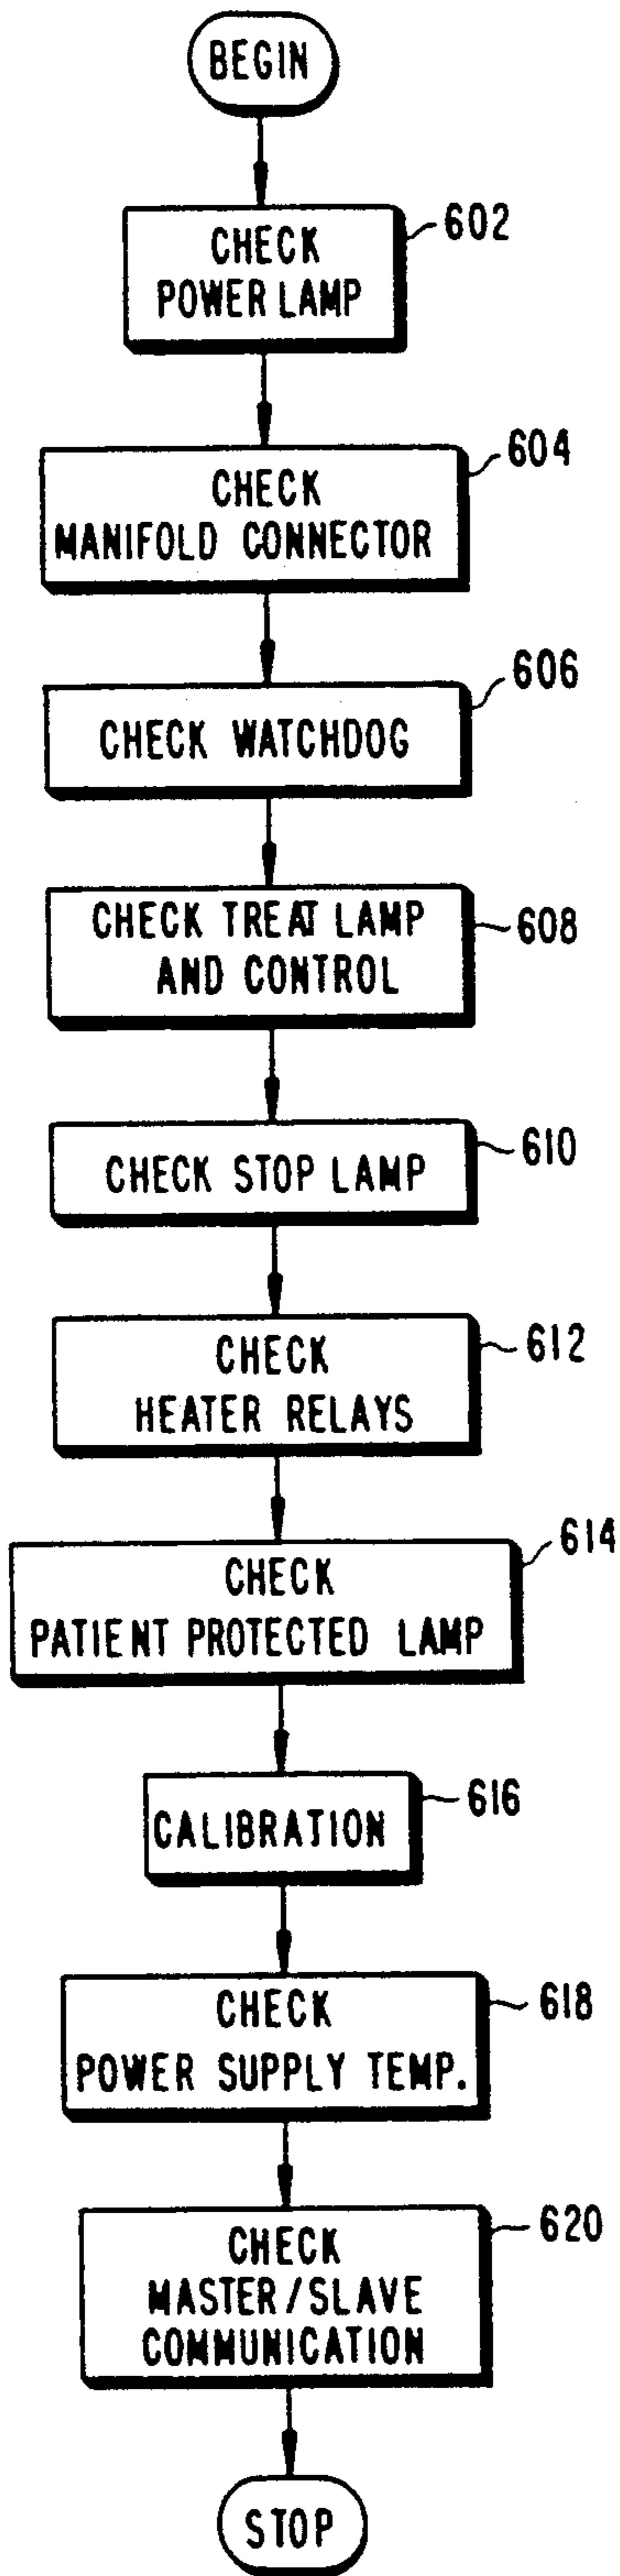 BEGIN
CHECK
POWER LAMP
602
CHECK
MANIFOLD CONNECTOR
604
CHECK WATCHDOG
606
CHECK TREAT LAMP
AND CONTROL
608
CHECK STOP LAMP
610
CHECK
HEATER RELAYS
612
CHECK
PATIENT PROTECTED LAMP
614
CALIBRATION
616
CHECK
POWER SUPPLY TEMP.
618
CHECK
MASTER/SLAVE
COMMUNICATION
620
STOP